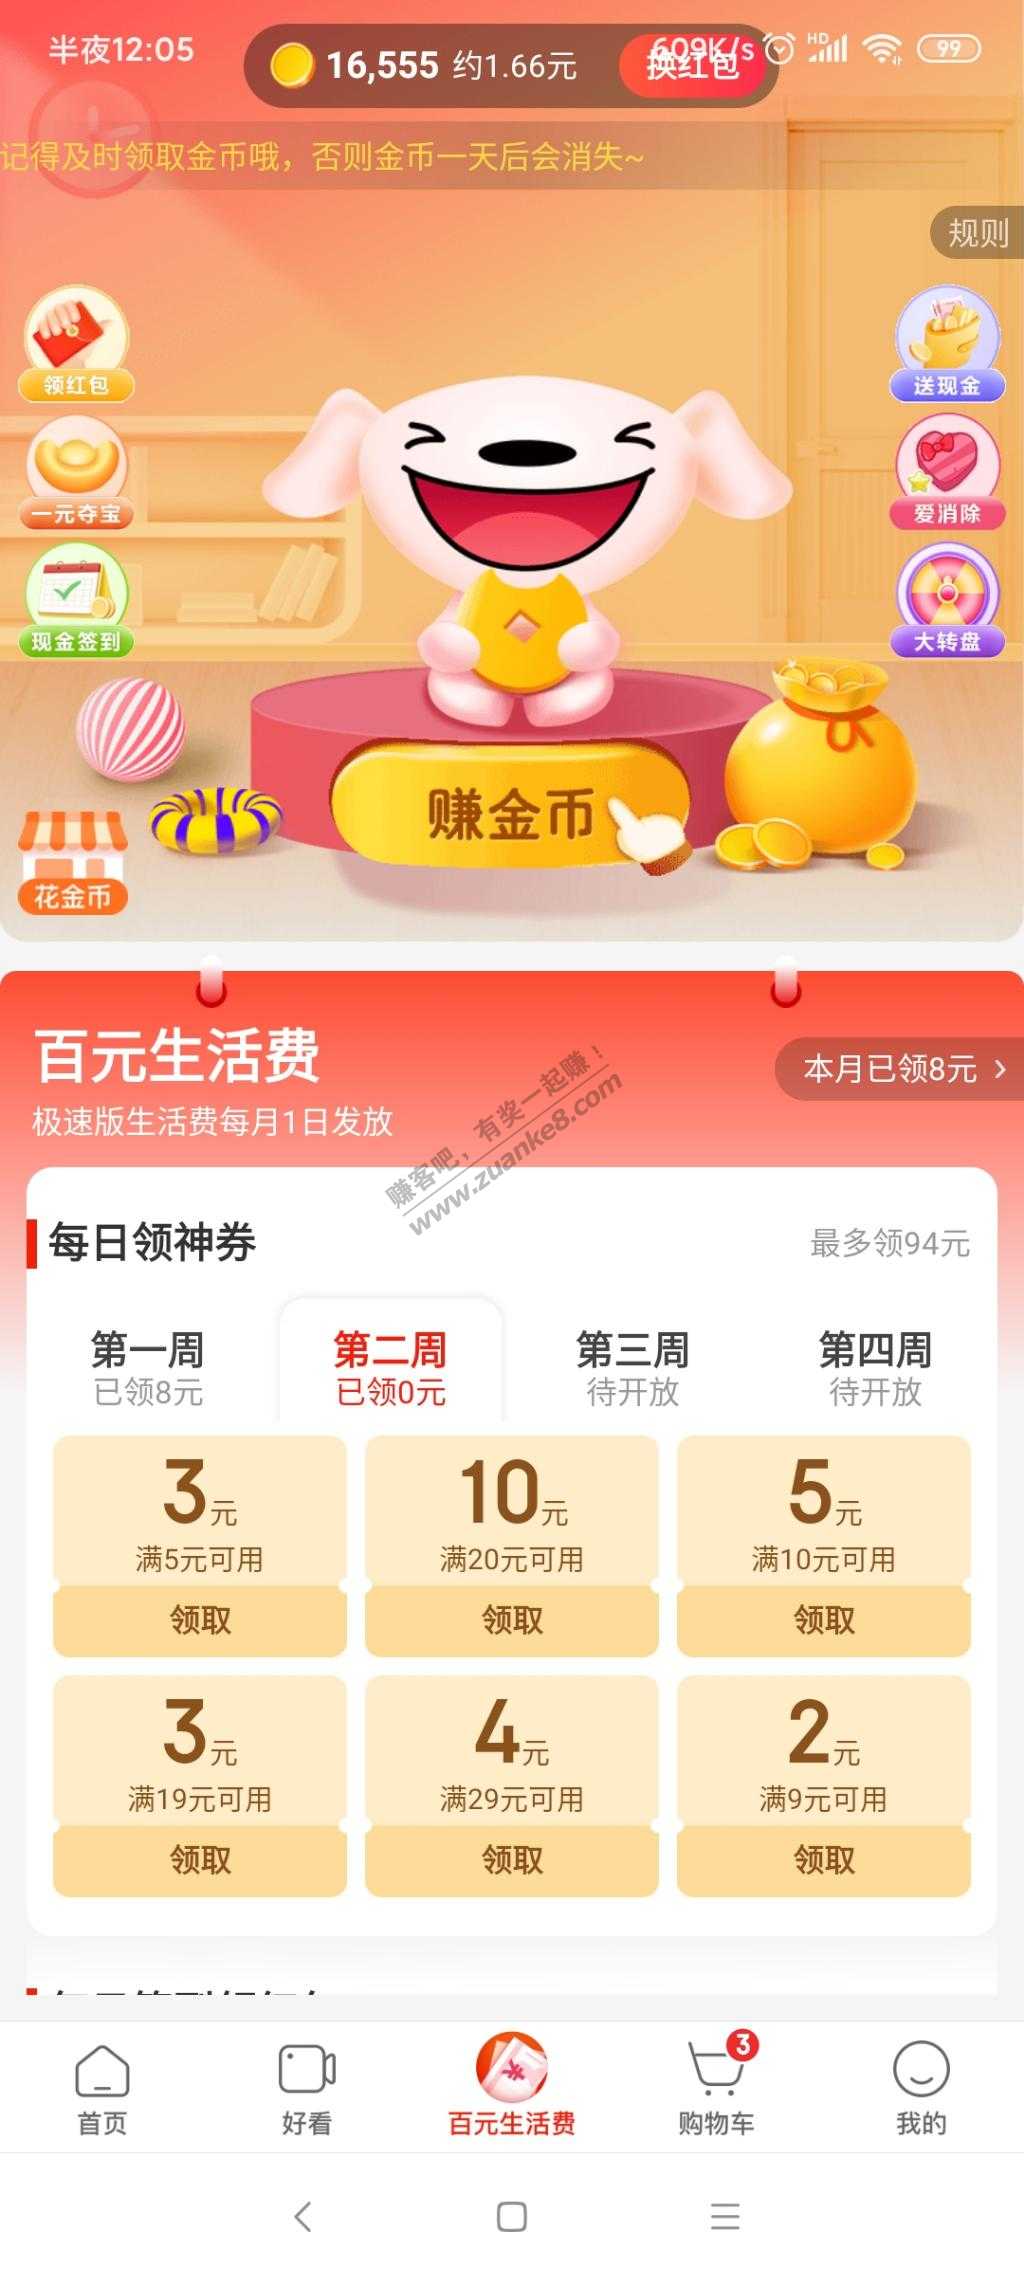 半夜12:05
16,555 约1.66元
换红包
609K/s
HD
99
记得及时领取金币哦，否则金币一天后会消失~
规则
领红包
送现金
一元夺宝
爱消除
现金签到
大转盘
赚金币
花金币
百元生活费
本月已领8元 >
极速版生活费每月1日发放
赚客吧，有奖一起赚！
www.zuanke8.com
每日领神券
最多领94元
第一周
已领8元
第二周
已领0元
第三周
待开放
第四周
待开放
3元
满5元可用
领取
10元
满20元可用
领取
5元
满10元可用
领取
3元
满19元可用
领取
4元
满29元可用
领取
2元
满9元可用
领取
首页
好看
百元生活费
3
购物车
我的